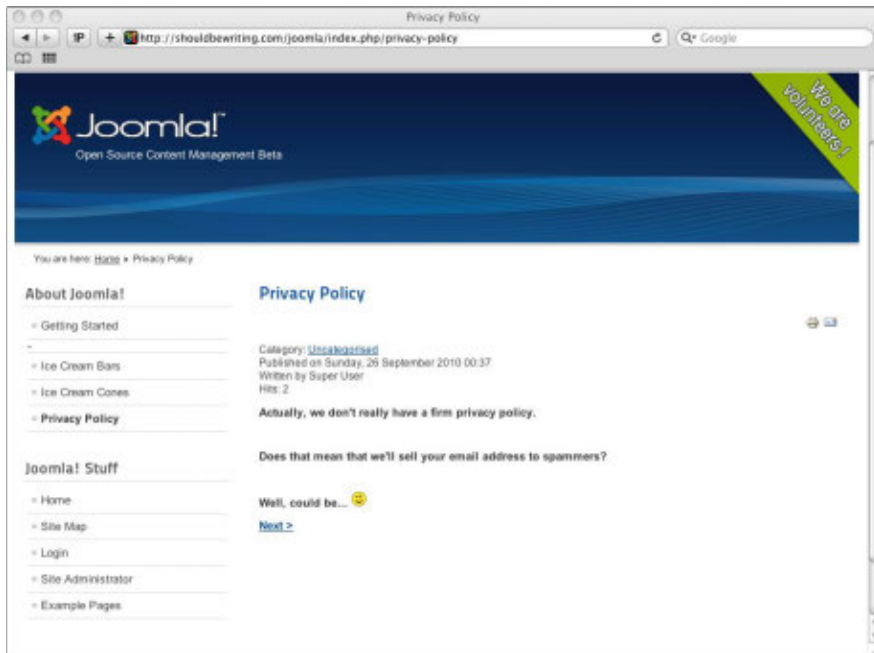 Privacy Policy
http://shouldbewriting.com/joomla/index.php/privacy-policy
Google
Joomla!™
Open Source Content Management Beta
We are
volunteers!
You are here: Home » Privacy Policy
About Joomla!
Getting Started
-
Ice Cream Bars
Ice Cream Cones
Privacy Policy
Joomla! Stuff
Home
Site Map
Login
Site Administrator
Example Pages
Privacy Policy
Category: Uncategorised
Published on Sunday, 26 September 2010 00:37
Written by Super User
Hits: 2
Actually, we don't really have a firm privacy policy.
Does that mean that we'll sell your email address to spammers?
Well, could be...
Next >